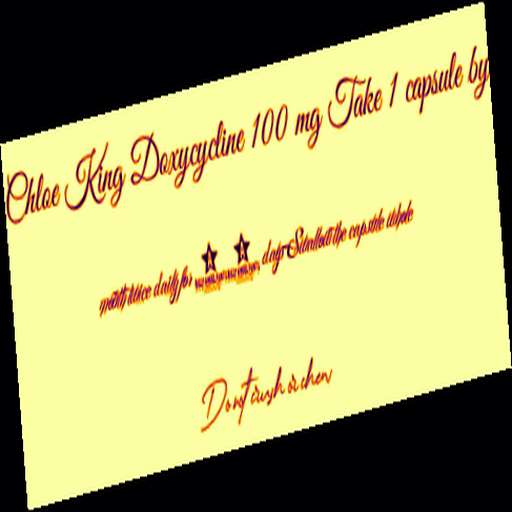 Chloe King Doxycycline 100 mg Take 1 capsule by
mouth twice daily for days Swallow the capsule whole
Do not crush or chew